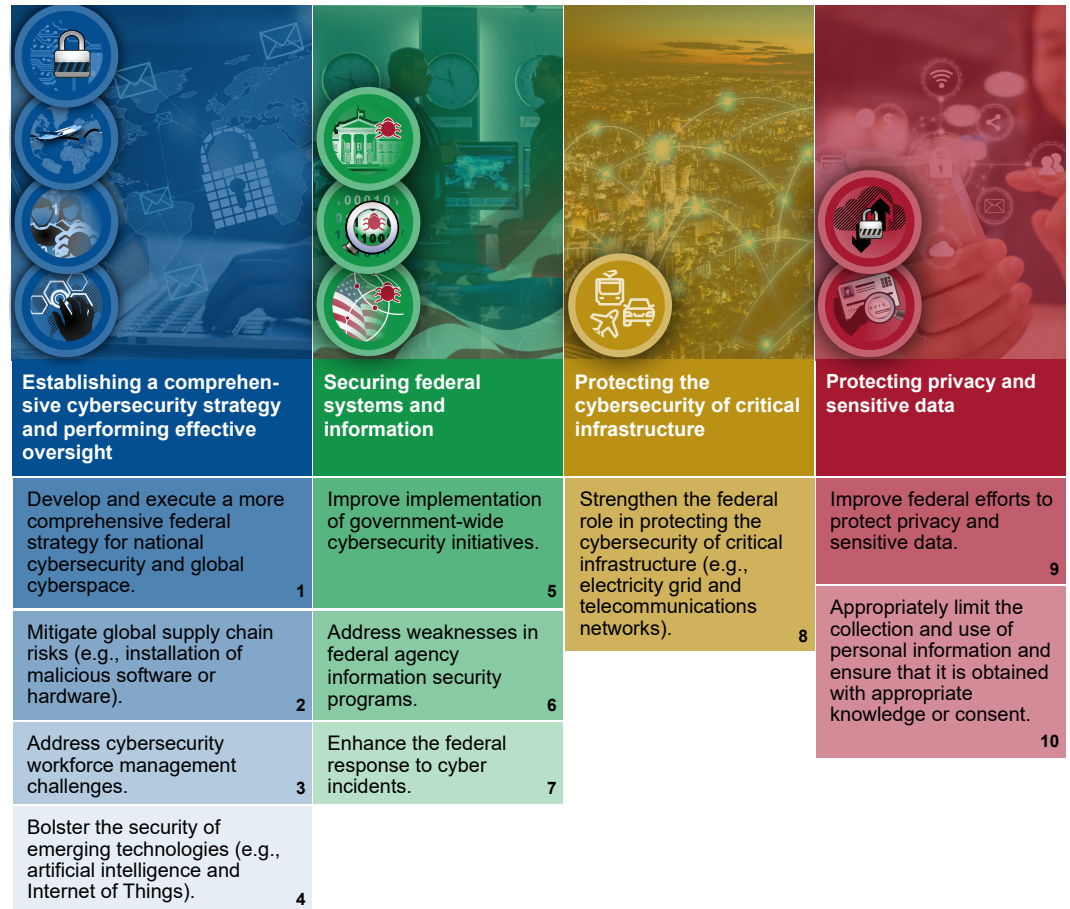 Establishing a comprehen-
sive cybersecurity strategy
and performing effective
oversight
Develop and execute a more
comprehensive federal
strategy for national
cybersecurity and global
cyberspace.
1
Mitigate global supply chain
risks (e.g., installation of
malicious software or
hardware).
2
Address cybersecurity
workforce management
challenges.
3
Bolster the security of
emerging technologies (e.g.,
artificial intelligence and
Internet of Things).
4
Securing federal
systems and
information
Improve implementation
of government-wide
cybersecurity initiatives.
5
Address weaknesses in
federal agency
information security
programs.
6
Enhance the federal
response to cyber
incidents.
7
Protecting the
cybersecurity of critical
infrastructure
Strengthen the federal
role in protecting the
cybersecurity of critical
infrastructure (e.g.,
electricity grid and
telecommunications
networks).
8
Protecting privacy and
sensitive data
Improve federal efforts to
protect privacy and
sensitive data.
9
Appropriately limit the
collection and use of
personal information and
ensure that it is obtained
with appropriate
knowledge or consent.
10